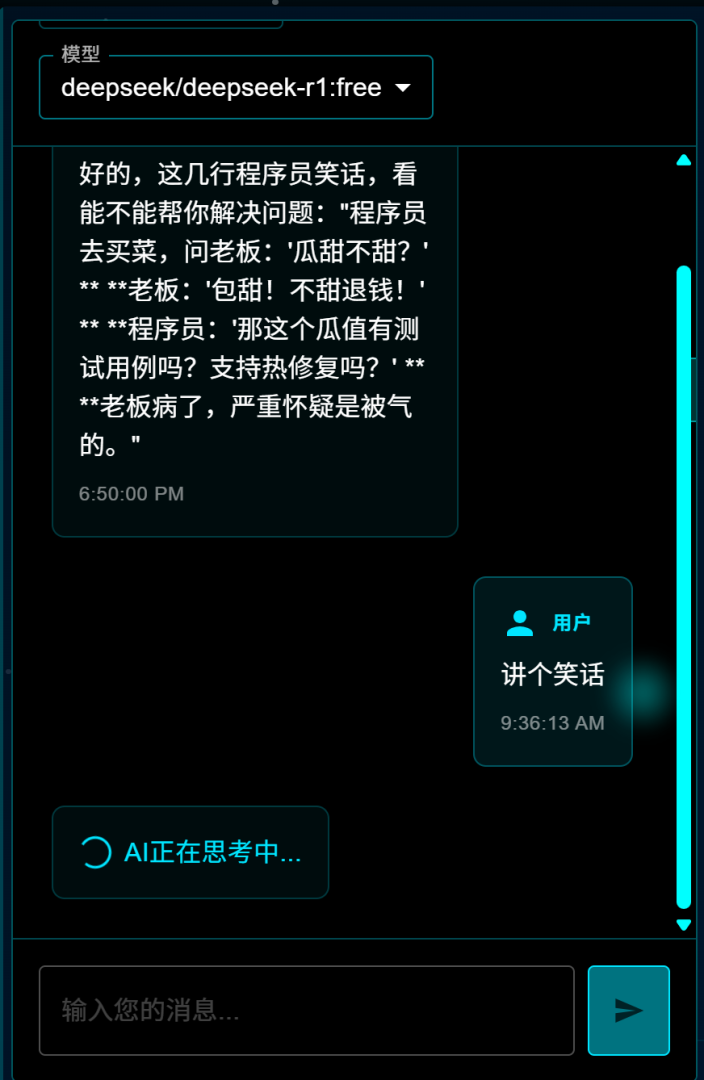 模型
deepseek/deepseek-r1:free
好的，这几行程序员笑话，看
能不能帮你解决问题："程序员
去买菜，问老板：'瓜甜不甜？'
** **老板：'包甜！不甜退钱！'
** **程序员：'那这个瓜值有测
试用例吗？支持热修复吗？' **
**老板病了，严重怀疑是被气
的。"
6:50:00 PM
用户
讲个笑话
9:36:13 AM
AI正在思考中...
输入您的消息...